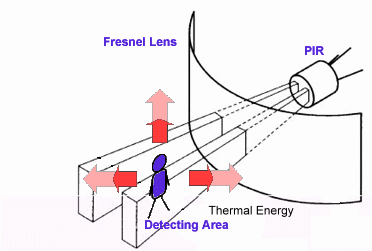 Fresnel Lens
PIR
Thermal Energy
Detecting Area